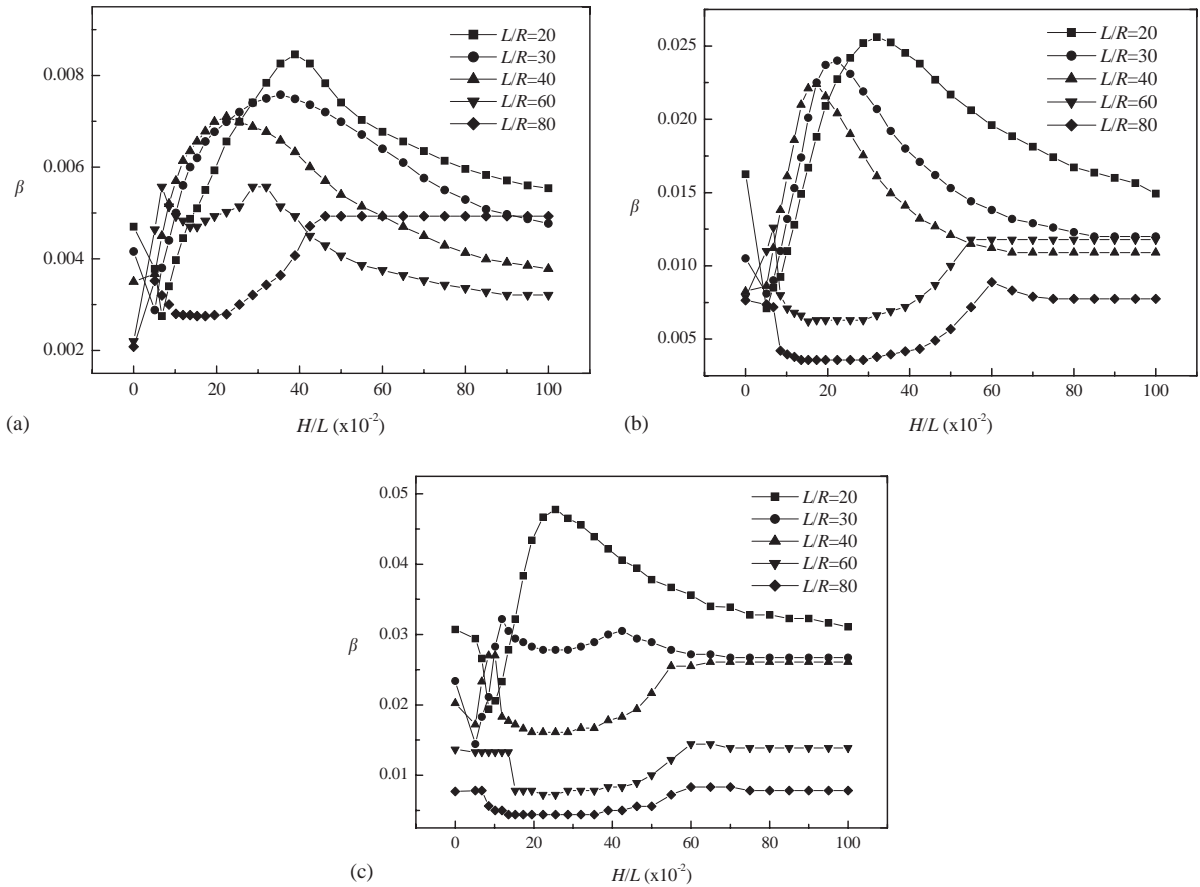 0.008
0.006
0.004
0.002
β
0
20
40
60
80
100
H/L (x10⁻²)
L/R=20
L/R=30
L/R=40
L/R=60
L/R=80
(a)
0.025
0.020
0.015
0.010
0.005
β
0
20
40
60
80
100
H/L (x10⁻²)
L/R=20
L/R=30
L/R=40
L/R=60
L/R=80
(b)
0.05
0.04
0.03
0.02
0.01
β
0
20
40
60
80
100
H/L (x10⁻²)
L/R=20
L/R=30
L/R=40
L/R=60
L/R=80
(c)